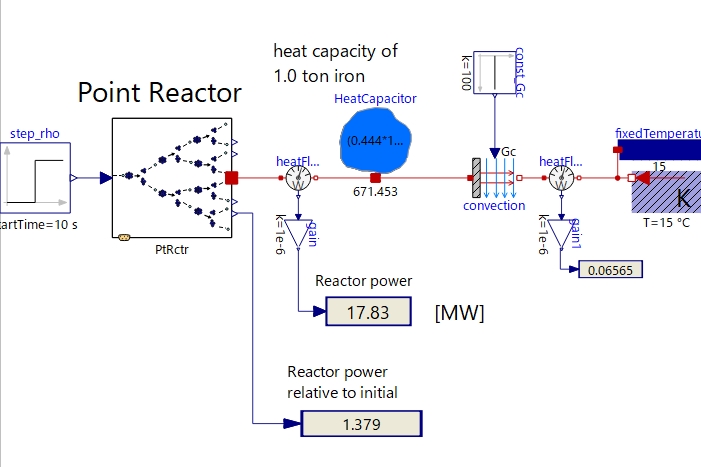 heat capacity of
1.0 ton iron
Point Reactor
HeatCapacitor
(0.444*1...
671.453
k=100
const_Gc
step_rho
artTime=10 s
PtRctr
heatFl...
W
k=1e-6
gain
Gc
convection
heatFl...
W
k=1e-6
gain1
0.06565
fixedTemperatu
15
K
T=15 °C
Reactor power
17.83
[MW]
Reactor power
relative to initial
1.379